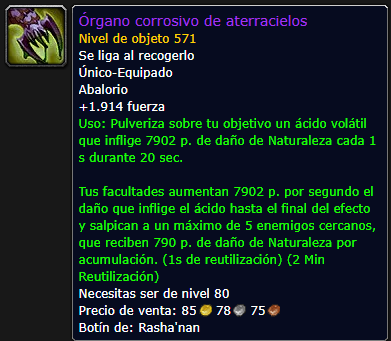 Órgano corrosivo de aterracielos
Nivel de objeto 571
Se liga al recogerlo
Único-Equipado
Abalorio
+1.914 fuerza
Uso: Pulveriza sobre tu objetivo un ácido volátil
que inflige 7902 p. de daño de Naturaleza cada 1
s durante 20 sec.
Tus facultades aumentan 7902 p. por segundo el
daño que inflige el ácido hasta el final del efecto
y salpican a un máximo de 5 enemigos cercanos,
que reciben 790 p. de daño de Naturaleza por
acumulación. (1s de reutilización) (2 Min
Reutilización)
Necesitas ser de nivel 80
Precio de venta: 85 78 75
Botín de: Rasha'nan